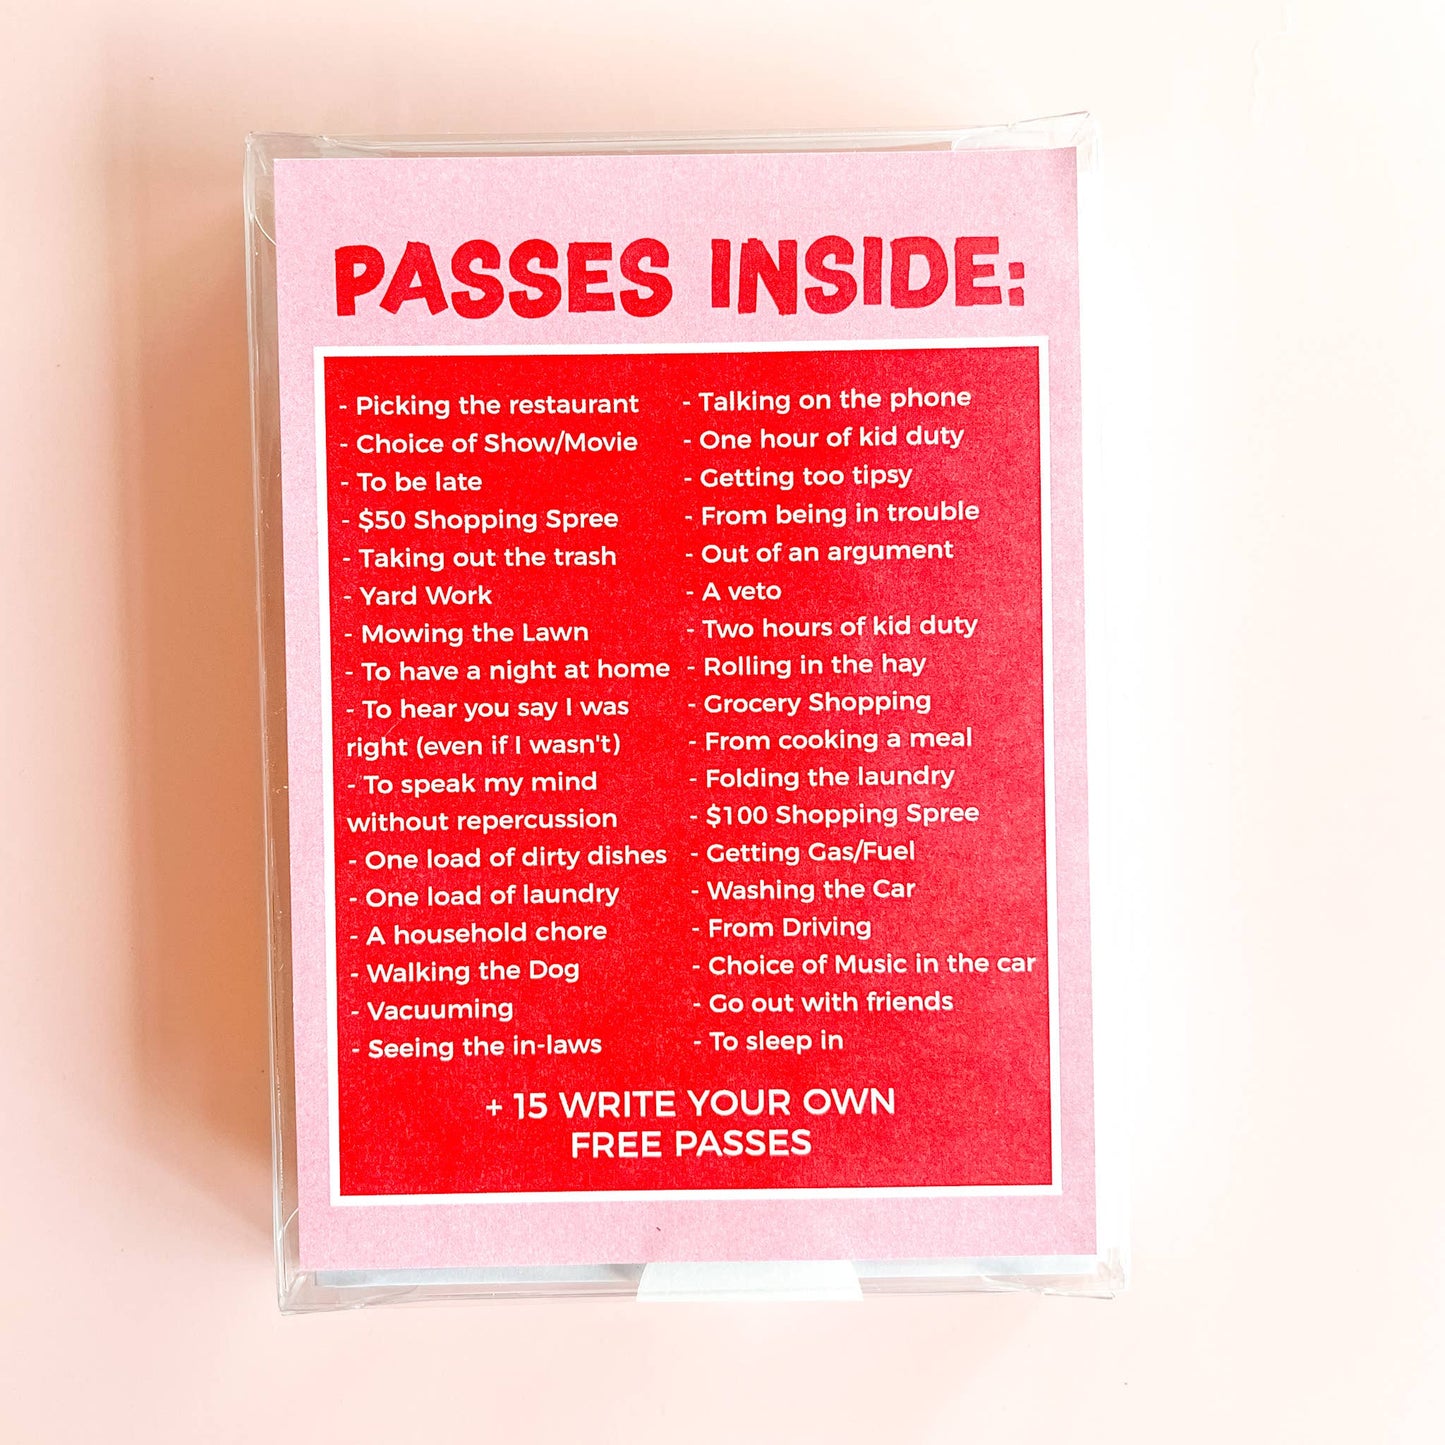 PASSES INSIDE:
- Picking the restaurant
- Choice of Show/Movie
- To be late
- $50 Shopping Spree
- Taking out the trash
- Yard Work
- Mowing the Lawn
- To have a night at home
- To hear you say I was
right (even if I wasn't)
- To speak my mind
without repercussion
- One load of dirty dishes
- One load of laundry
- A household chore
- Walking the Dog
- Vacuuming
- Seeing the in-laws
- Talking on the phone
- One hour of kid duty
- Getting too tipsy
- From being in trouble
- Out of an argument
- A veto
- Two hours of kid duty
- Rolling in the hay
- Grocery Shopping
- From cooking a meal
- Folding the laundry
- $100 Shopping Spree
- Getting Gas/Fuel
- Washing the Car
- From Driving
- Choice of Music in the car
- Go out with friends
- To sleep in
+ 15 WRITE YOUR OWN
FREE PASSES